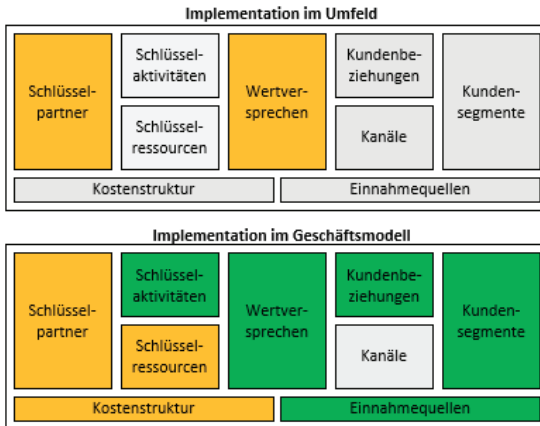 Implementation im Umfeld
Schlüssel-
partner
Schlüssel-
aktivitäten
Schlüssel-
ressourcen
Wertver-
sprechen
Kundenbe-
ziehungen
Kanäle
Kunden-
segmente
Kostenstruktur
Einnahmequellen
Implementation im Geschäftsmodell
Schlüssel-
partner
Schlüssel-
aktivitäten
Schlüssel-
ressourcen
Wertver-
sprechen
Kundenbe-
ziehungen
Kanäle
Kunden-
segmente
Kostenstruktur
Einnahmequellen